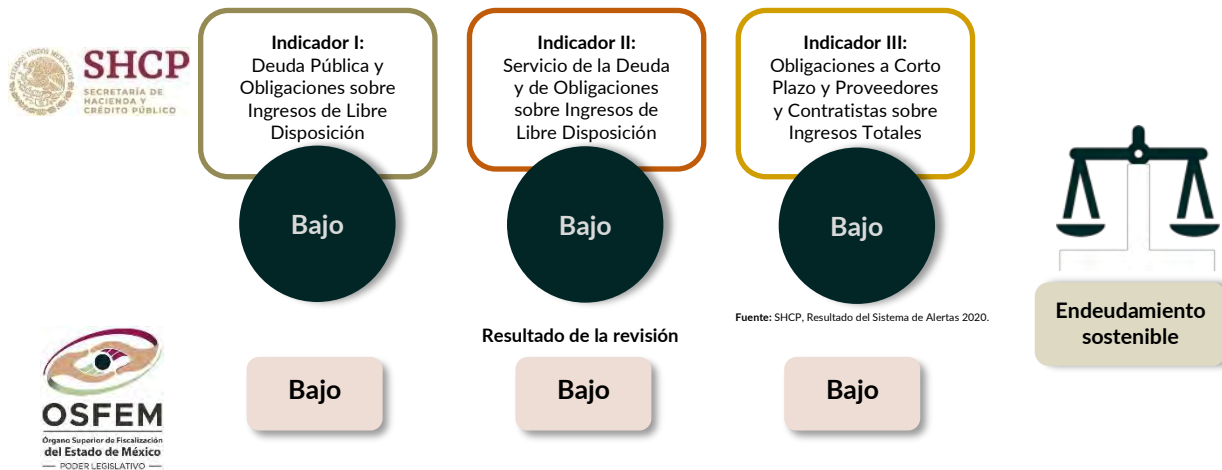 SHCP
SECRETARÍA DE
HACIENDA Y
CRÉDITO PÚBLICO
Indicador I:
Deuda Pública y
Obligaciones sobre
Ingresos de Libre
Disposición
Bajo
Indicador II:
Servicio de la Deuda
y de Obligaciones
sobre Ingresos de
Libre Disposición
Bajo
Indicador III:
Obligaciones a Corto
Plazo y Proveedores
y Contratistas sobre
Ingresos Totales
Bajo
Fuente: SHCP, Resultado del Sistema de Alertas 2020.
Endeudamiento
sostenible
Resultado de la revisión
OSFEM
Órgano Superior de Fiscalización
del Estado de México
PODER LEGISLATIVO
Bajo
Bajo
Bajo